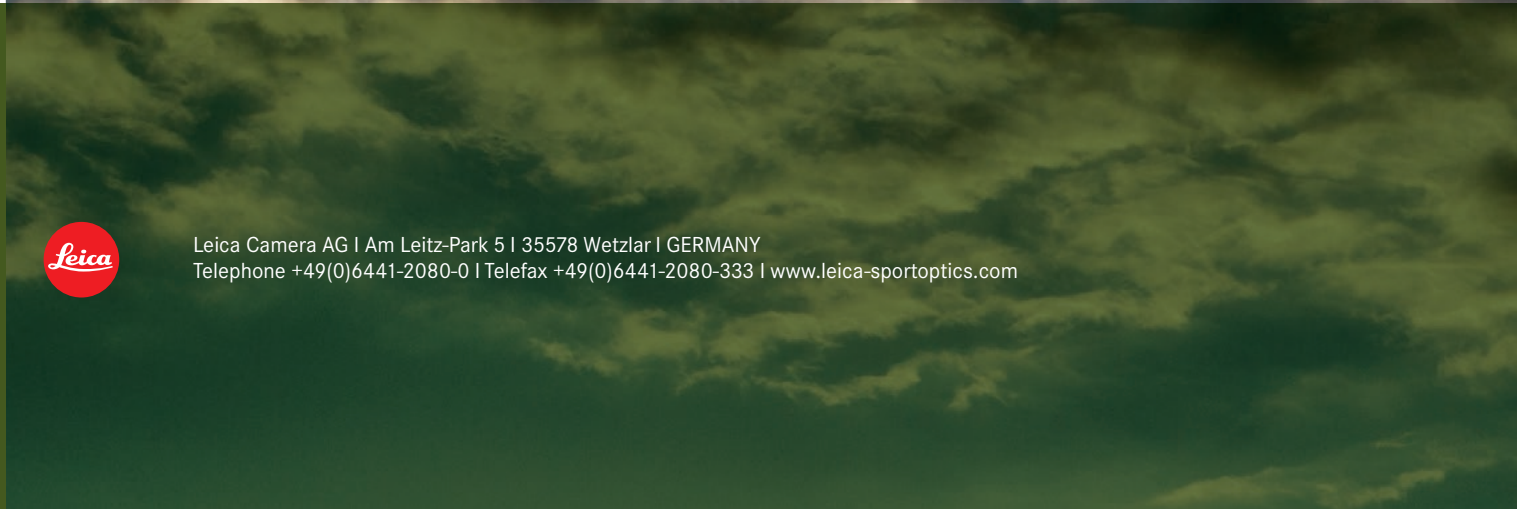 Leica
Leica Camera AG I Am Leitz-Park 5 I 35578 Wetzlar I GERMANY
Telephone +49(0)6441-2080-0 I Telefax +49(0)6441-2080-333 I www.leica-sportoptics.com